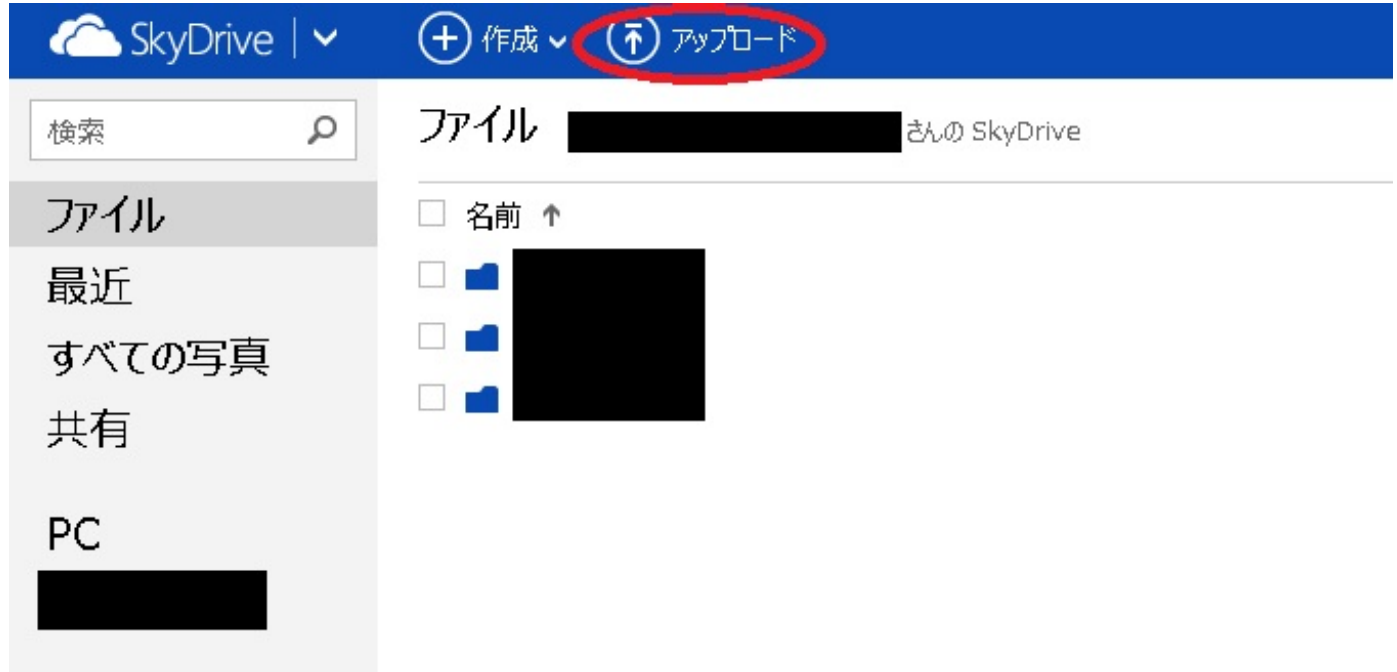 SkyDrive 作成 アップロード
検索
ファイル
最近
すべての写真
共有
PC
ファイル さんの SkyDrive
名前